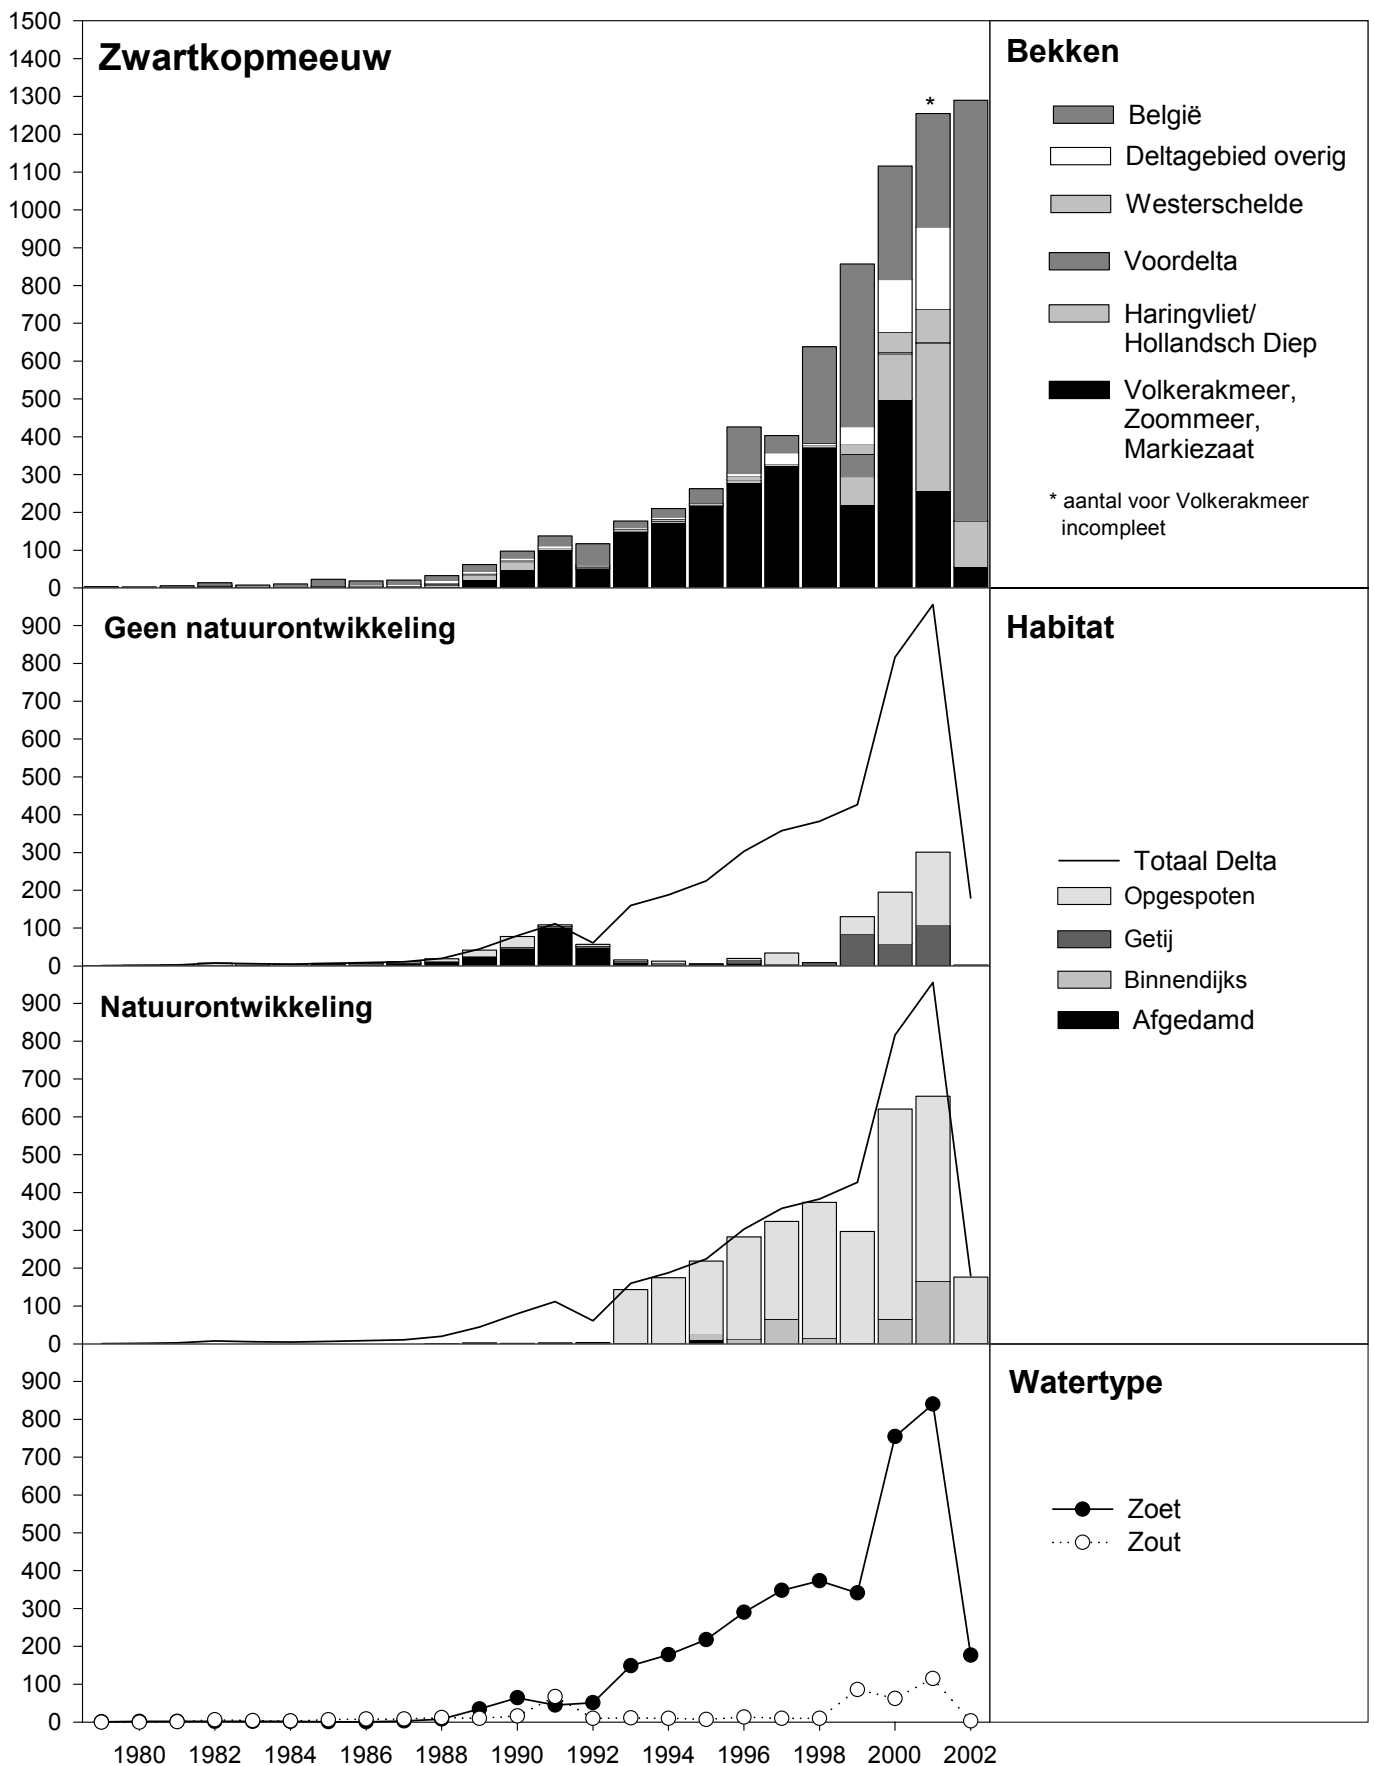 1500
1400
1300
1200
1100
1000
900
800
700
600
500
400
300
200
100
0
Zwartkopmeeuw
*
Bekken
België
Deltagebied overig
Westerschelde
Voordelta
Haringvliet/
Hollandsch Diep
Volkerakmeer,
Zoommeer,
Markiezaat
* aantal voor Volkerakmeer
incompleet
900
800
700
600
500
400
300
200
100
0
Geen natuurontwikkeling
Habitat
Totaal Delta
Opgespoten
Getij
Binnendijks
Afgedamd
900
800
700
600
500
400
300
200
100
0
Natuurontwikkeling
900
800
700
600
500
400
300
200
100
0
Watertype
Zoet
Zout
1980 1982 1984 1986 1988 1990 1992 1994 1996 1998 2000 2002